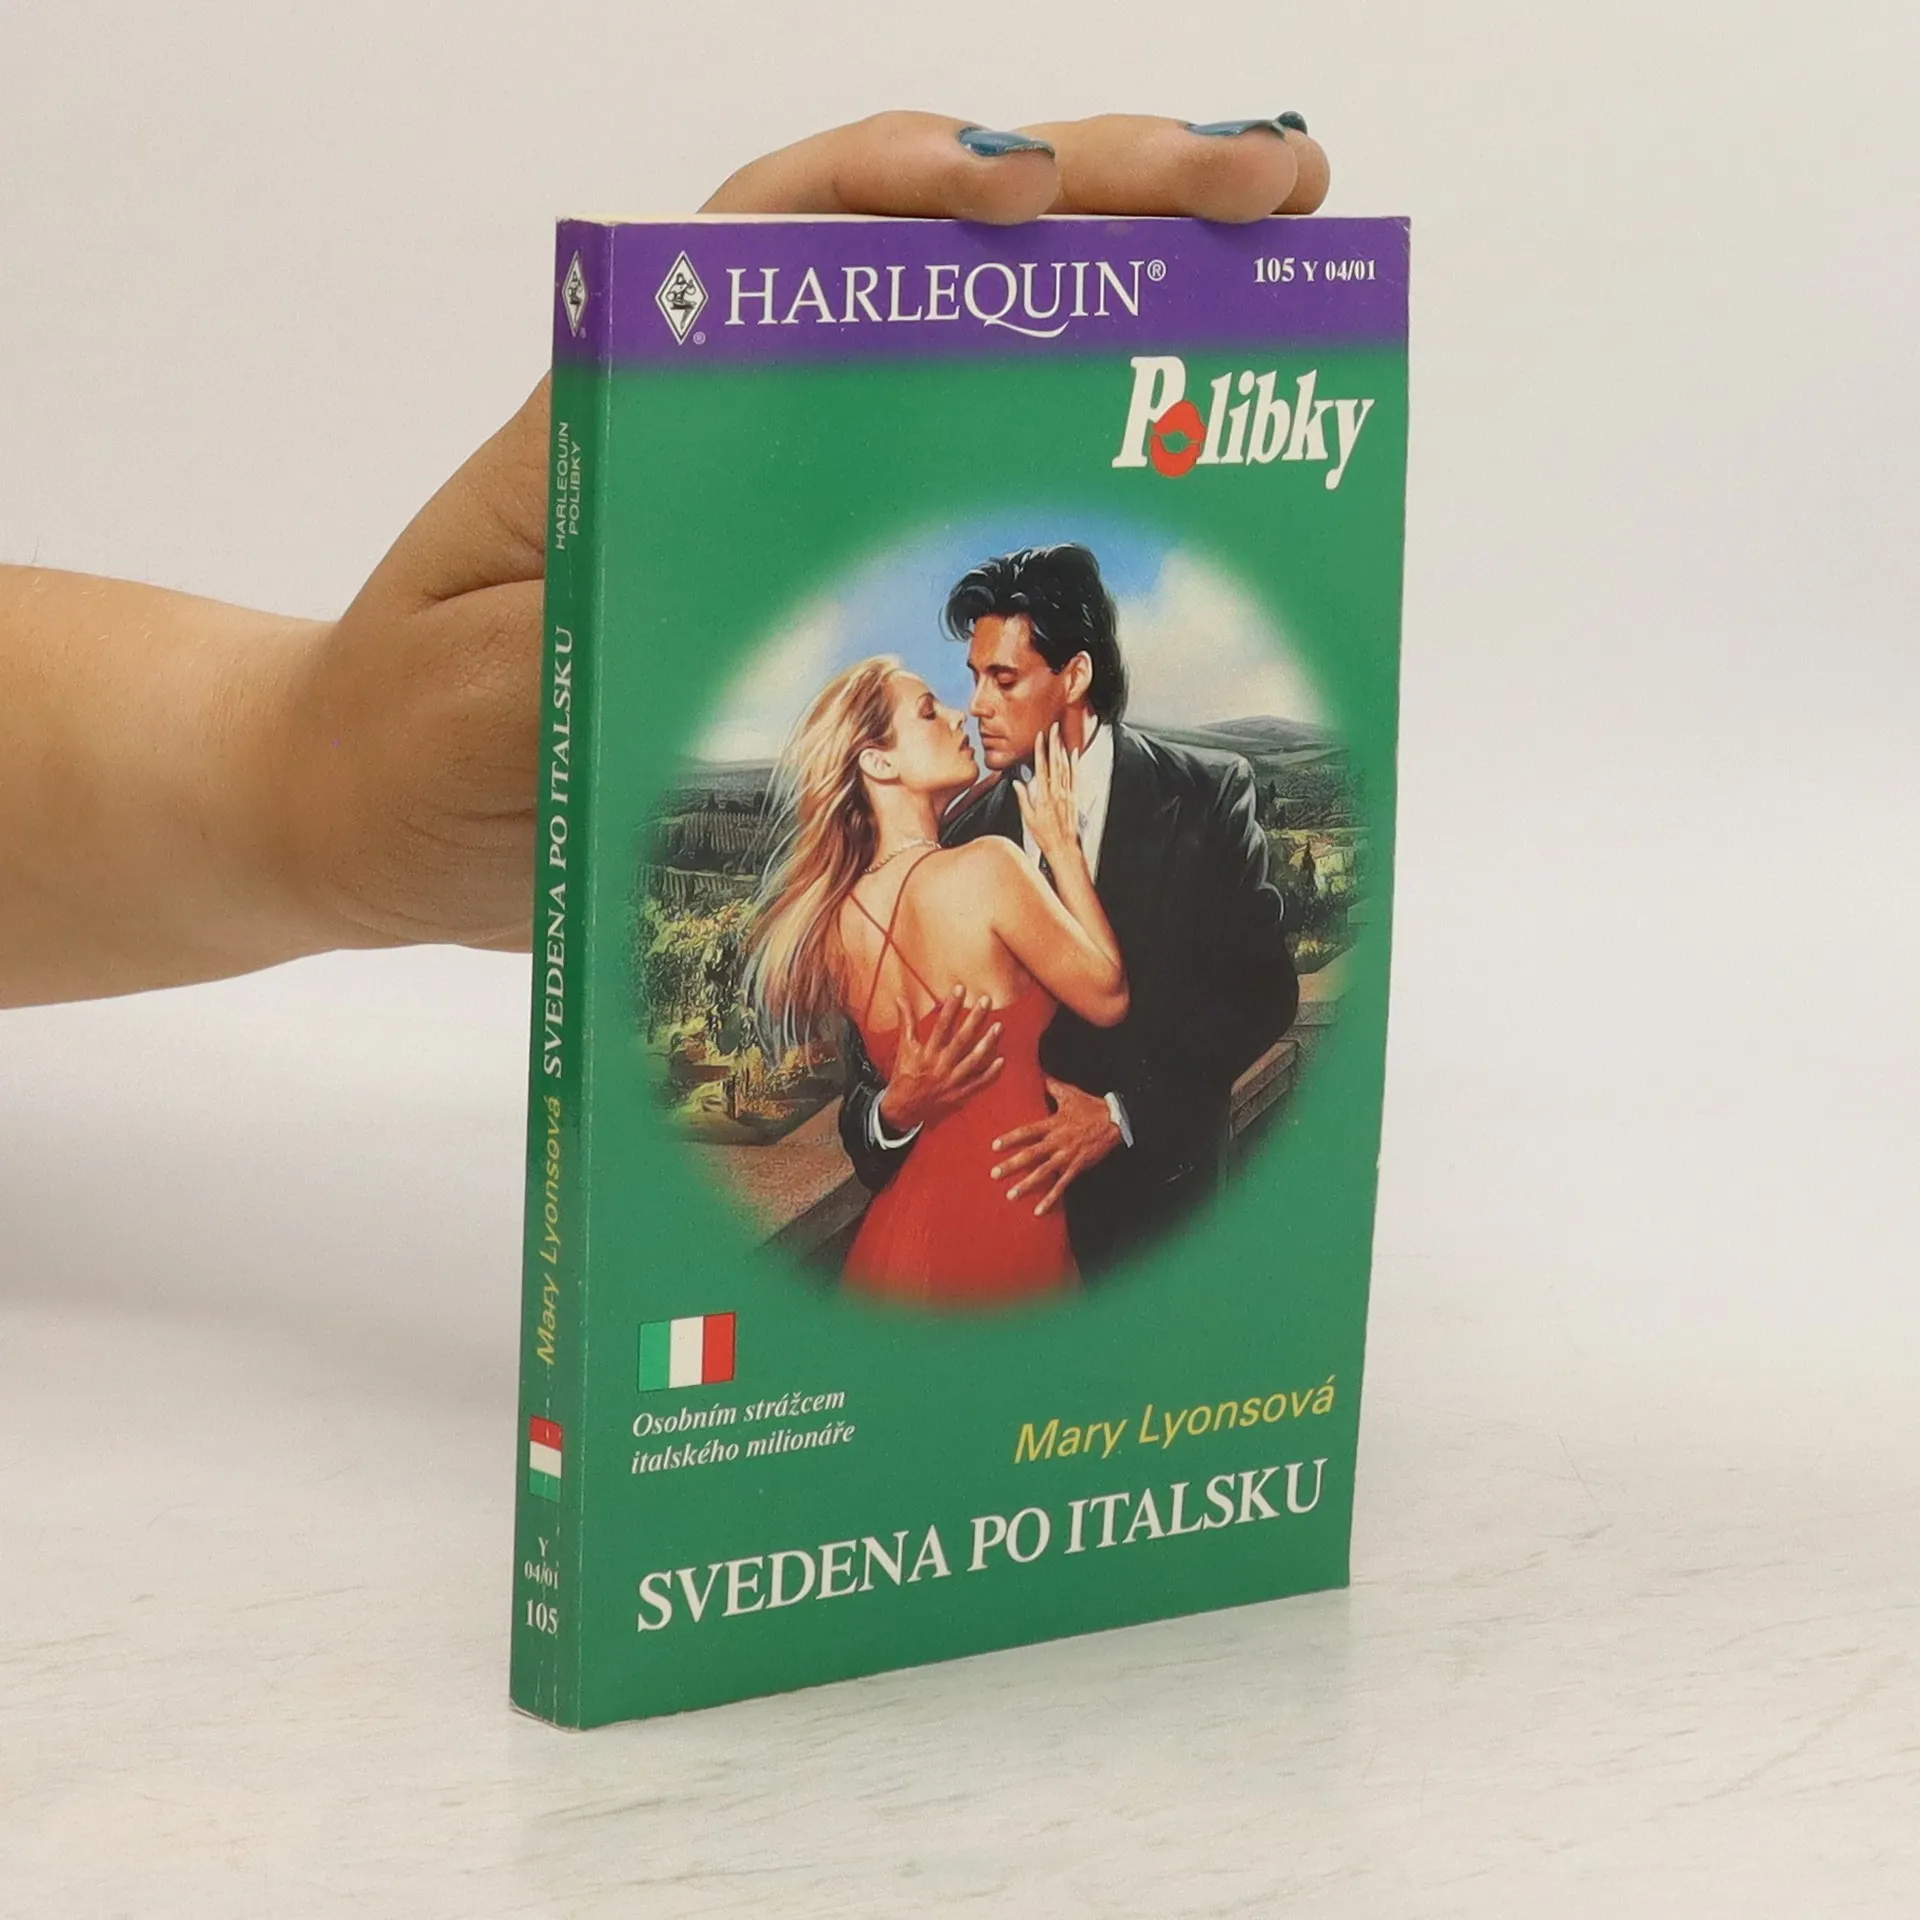 HARLEQUIN®
105 Y 04/01
Polibky
Osobním strážcem
italského milionáře
Mary Lyonsová
SVEDENA PO ITALSKU
HARLEQUIN
POLIBKY
SVEDENA PO ITALSKU
Mary Lyonsová
Y
04/01
105